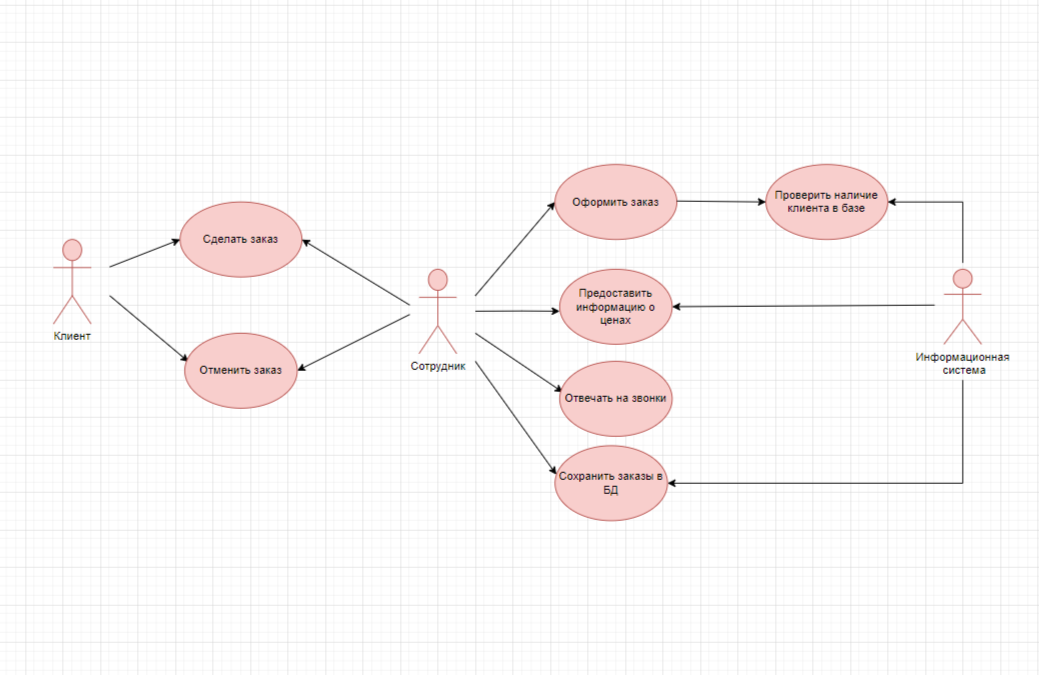 Сделать заказ
Отменить заказ
Клиент
Сотрудник
Оформить заказ
Проверить наличие
клиента в базе
Предоставить
информацию о
ценах
Отвечать на звонки
Сохранить заказы в
БД
Информационная
система